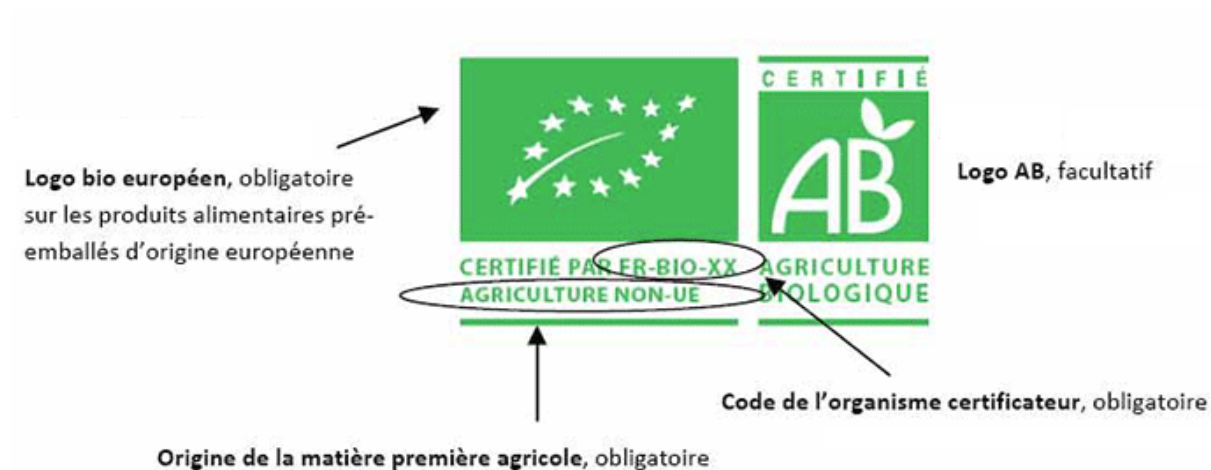 Logo bio européen, obligatoire
sur les produits alimentaires pré-
emballés d'origine européenne
CERTIFIÉ PAR FR-BIO-XX
AGRICULTURE NON-UE
CERTIFIÉ
AB
AGRICULTURE
BIOLOGIQUE
Logo AB, facultatif
Code de l'organisme certificateur, obligatoire
Origine de la matière première agricole, obligatoire